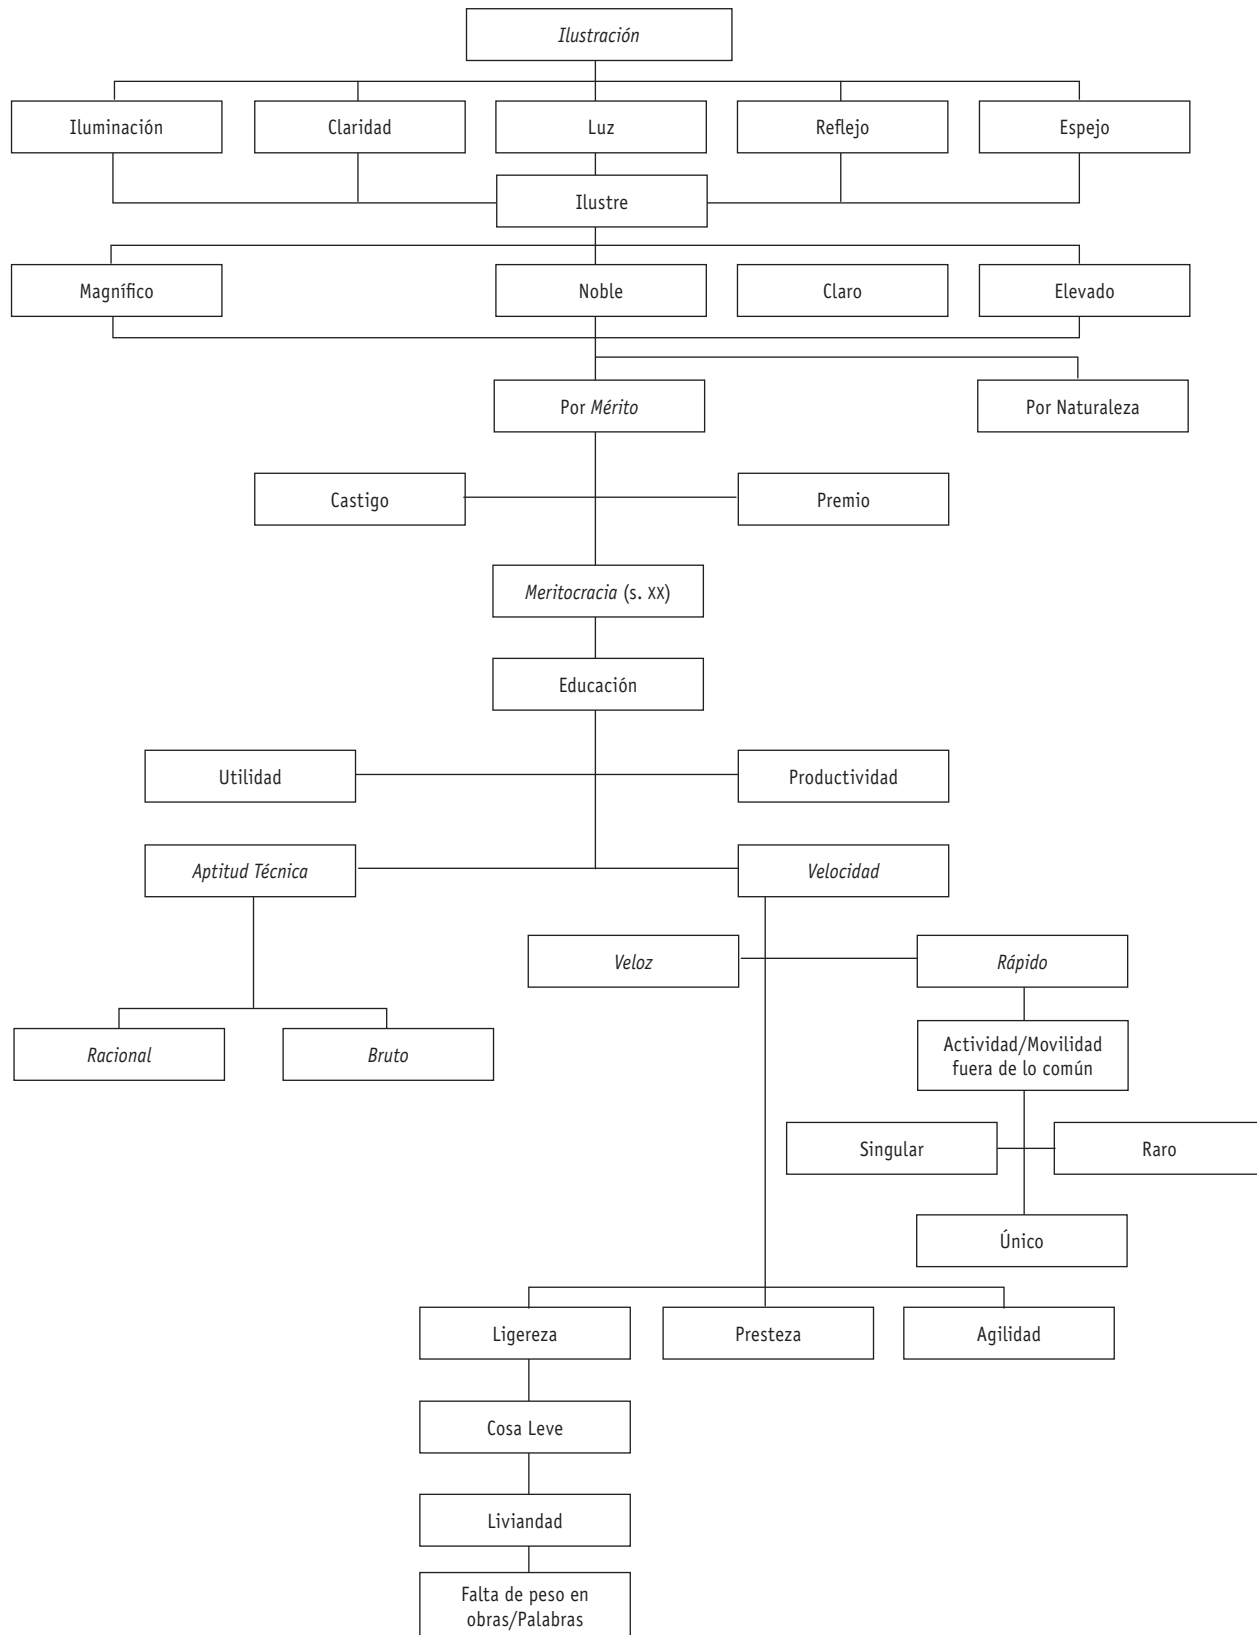 Ilustración
Iluminación
Claridad
Luz
Reflejo
Espejo
Ilustre
Magnífico
Noble
Claro
Elevado
Por Mérito
Por Naturaleza
Castigo
Premio
Meritocracia (s. XX)
Educación
Utilidad
Productividad
Aptitud Técnica
Velocidad
Veloz
Rápido
Racional
Bruto
Actividad/Movilidad
fuera de lo común
Singular
Raro
Único
Ligereza
Presteza
Agilidad
Cosa Leve
Liviandad
Falta de peso en
obras/Palabras